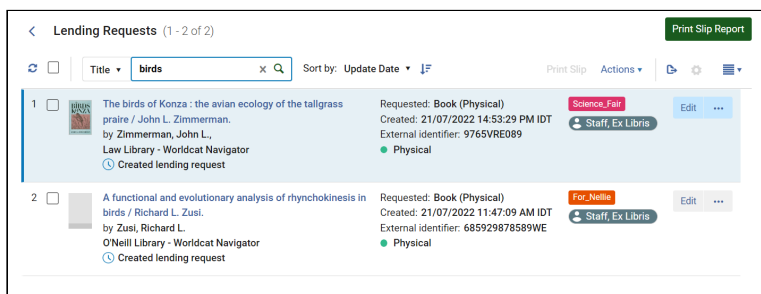 Lending Requests (1 - 2 of 2)
Print Slip Report
Title birds Sort by: Update Date Print Slip Actions
1
BIRDS
KONZA
The birds of Konza : the avian ecology of the tallgrass
praire / John L. Zimmerman.
by Zimmerman, John L.,
Law Library - Worldcat Navigator
Created lending request
Requested: Book (Physical)
Created: 21/07/2022 14:53:29 PM IDT
External identifier: 9765VRE089
Physical
Science_Fair
Staff, Ex Libris
Edit ...
2
A functional and evolutionary analysis of rhynchokinesis in
birds / Richard L. Zusi.
by Zusi, Richard L.
O'Neill Library - Worldcat Navigator
Created lending request
Requested: Book (Physical)
Created: 21/07/2022 11:47:09 AM IDT
External identifier: 685929878589WE
Physical
For_Nellie
Staff, Ex Libris
Edit ...